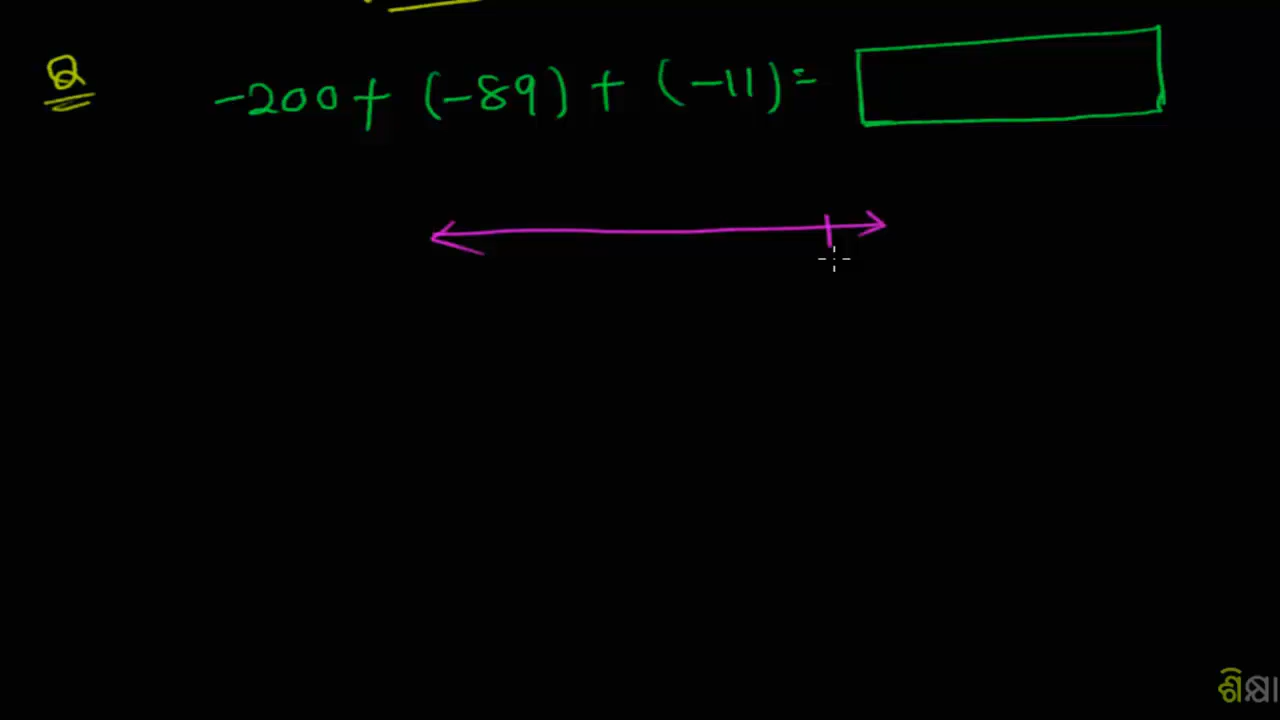 Q -200 + (-89) + (-11) =
ଶିକ୍ଷା